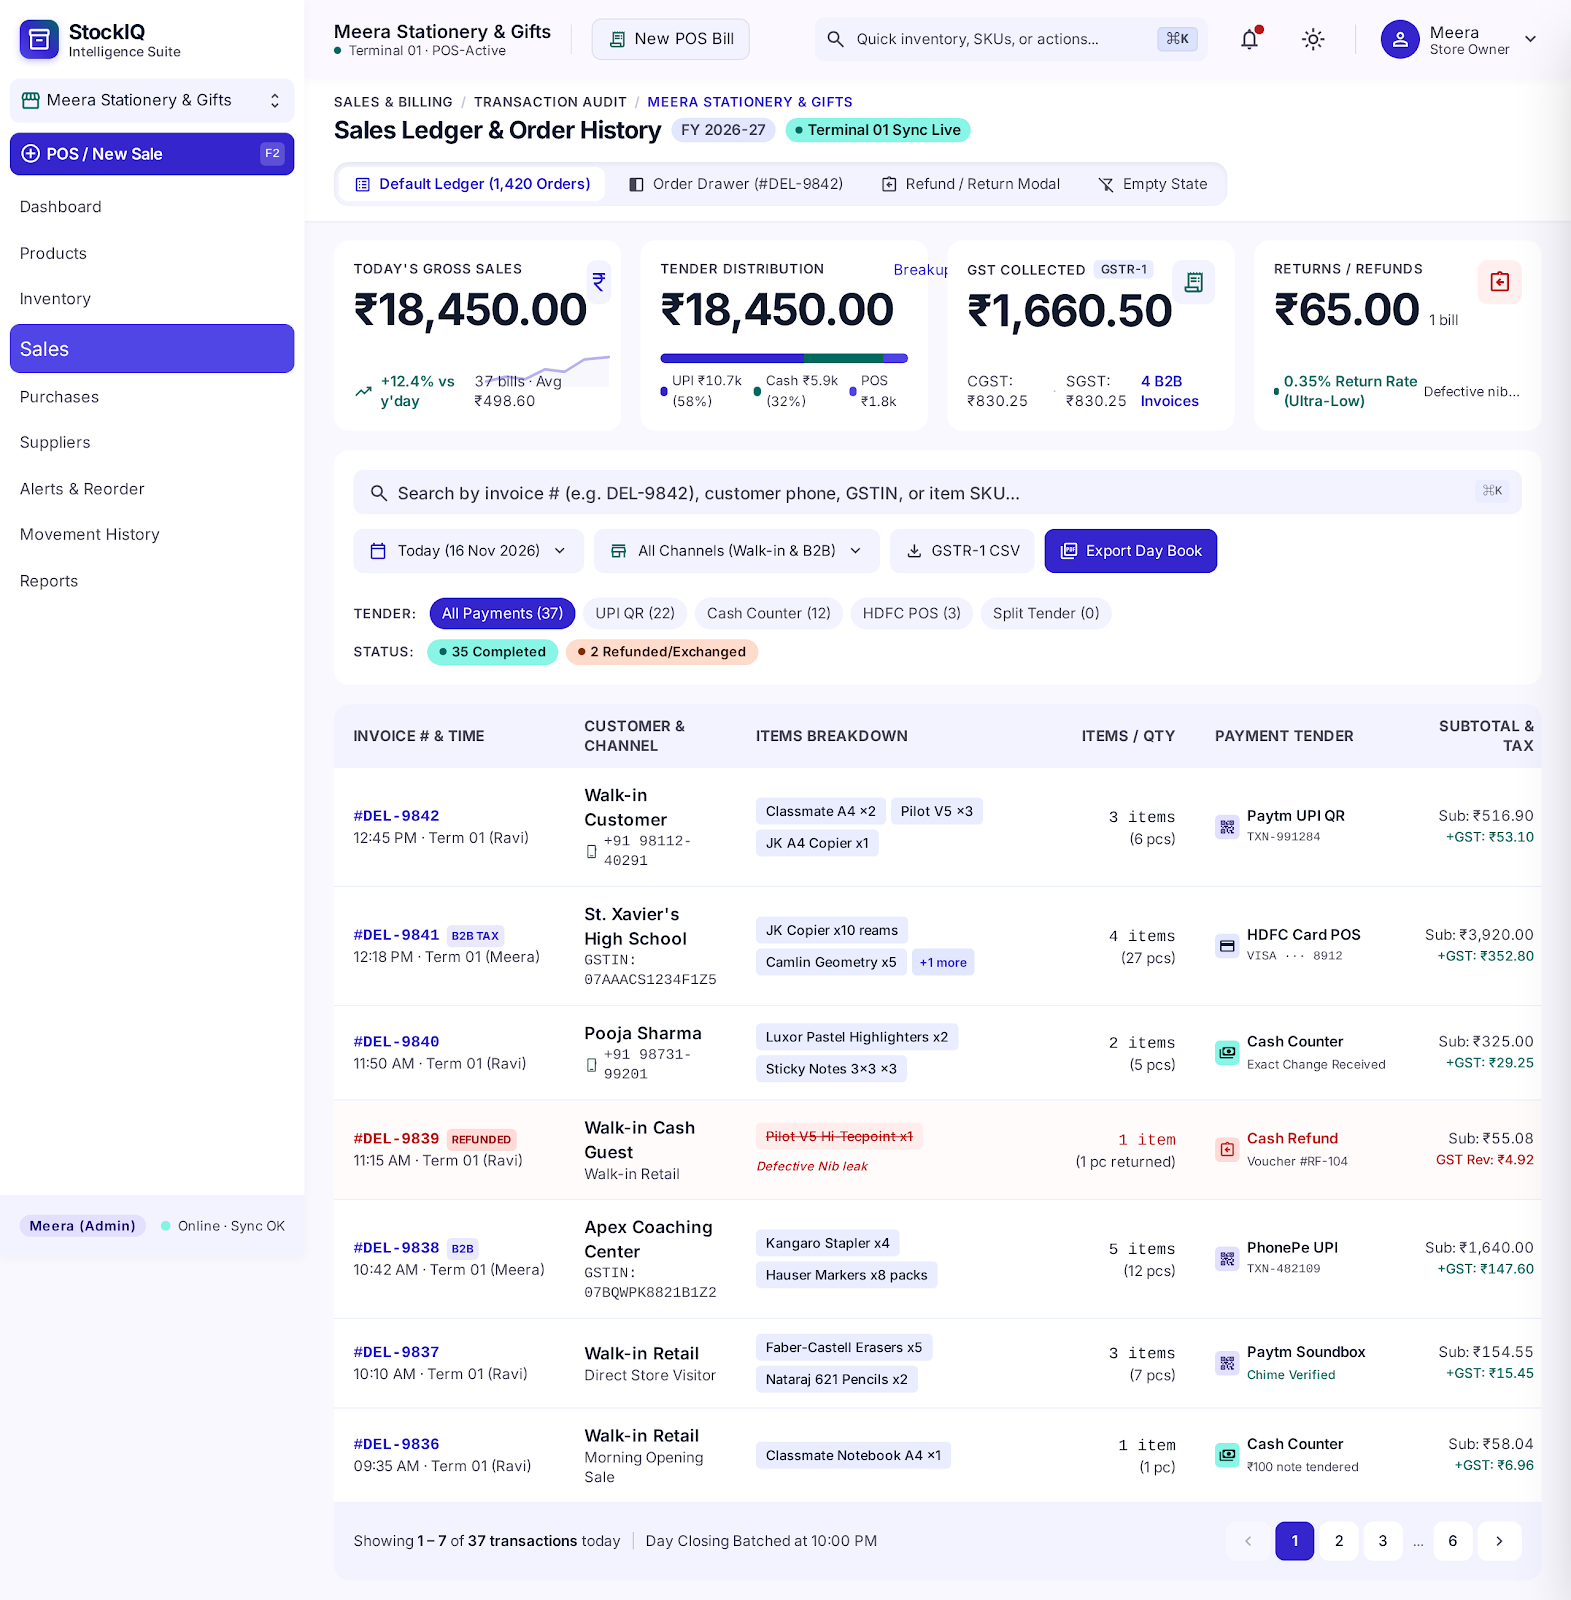 StockIQ
Intelligence Suite
Meera Stationery & Gifts
POS / New Sale F2
Dashboard
Products
Inventory
Sales
Purchases
Suppliers
Alerts & Reorder
Movement History
Reports
Meera (Admin) Online · Sync OK
Meera Stationery & Gifts
Terminal 01 · POS-Active
New POS Bill
Quick inventory, SKUs, or actions... ⌘K
Meera
Store Owner
SALES & BILLING / TRANSACTION AUDIT / MEERA STATIONERY & GIFTS
Sales Ledger & Order History FY 2026-27 Terminal 01 Sync Live
Default Ledger (1,420 Orders) Order Drawer (#DEL-9842) Refund / Return Modal Empty State
TODAY'S GROSS SALES
₹
₹18,450.00
+12.4% vs y'day
37 bills · Avg ₹498.60
TENDER DISTRIBUTION Breakup
₹18,450.00
UPI ₹10.7k (58%)
Cash ₹5.9k (32%)
POS ₹1.8k
GST COLLECTED GSTR-1
₹1,660.50
CGST: ₹830.25
·
SGST: ₹830.25
4 B2B Invoices
RETURNS / REFUNDS
₹65.00 1 bill
0.35% Return Rate (Ultra-Low)
Defective nib...
Search by invoice # (e.g. DEL-9842), customer phone, GSTIN, or item SKU... ⌘K
Today (16 Nov 2026) All Channels (Walk-in & B2B) GSTR-1 CSV PDF Export Day Book
TENDER: All Payments (37) UPI QR (22) Cash Counter (12) HDFC POS (3) Split Tender (0)
STATUS: 35 Completed 2 Refunded/Exchanged
INVOICE # & TIME CUSTOMER & CHANNEL ITEMS BREAKDOWN ITEMS / QTY PAYMENT TENDER SUBTOTAL & TAX
#DEL-9842
12:45 PM · Term 01 (Ravi)
Walk-in
Customer
+91 98112-
40291
Classmate A4 ×2 Pilot V5 ×3
JK A4 Copier x1
3 items
(6 pcs)
Paytm UPI QR
TXN-991284
Sub: ₹516.90
+GST: ₹53.10
#DEL-9841 B2B TAX
12:18 PM · Term 01 (Meera)
St. Xavier's
High School
GSTIN:
07AAACS1234F1Z5
JK Copier x10 reams
Camlin Geometry x5 +1 more
4 items
(27 pcs)
HDFC Card POS
VISA ··· 8912
Sub: ₹3,920.00
+GST: ₹352.80
#DEL-9840
11:50 AM · Term 01 (Ravi)
Pooja Sharma
+91 98731-
99201
Luxor Pastel Highlighters x2
Sticky Notes 3×3 ×3
2 items
(5 pcs)
Cash Counter
Exact Change Received
Sub: ₹325.00
+GST: ₹29.25
#DEL-9839 REFUNDED
11:15 AM · Term 01 (Ravi)
Walk-in Cash
Guest
Walk-in Retail
Pilot V5 Hi-Tecpoint x1
Defective Nib leak
1 item
(1 pc returned)
Cash Refund
Voucher #RF-104
Sub: ₹55.08
GST Rev: ₹4.92
#DEL-9838 B2B
10:42 AM · Term 01 (Meera)
Apex Coaching
Center
GSTIN:
07BQWPK8821B1Z2
Kangaro Stapler x4
Hauser Markers x8 packs
5 items
(12 pcs)
PhonePe UPI
TXN-482109
Sub: ₹1,640.00
+GST: ₹147.60
#DEL-9837
10:10 AM · Term 01 (Ravi)
Walk-in Retail
Direct Store Visitor
Faber-Castell Erasers x5
Nataraj 621 Pencils x2
3 items
(7 pcs)
Paytm Soundbox
Chime Verified
Sub: ₹154.55
+GST: ₹15.45
#DEL-9836
09:35 AM · Term 01 (Ravi)
Walk-in Retail
Morning Opening
Sale
Classmate Notebook A4 ×1
1 item
(1 pc)
Cash Counter
₹100 note tendered
Sub: ₹58.04
+GST: ₹6.96
Showing 1 – 7 of 37 transactions today Day Closing Batched at 10:00 PM
1 2 3 ... 6